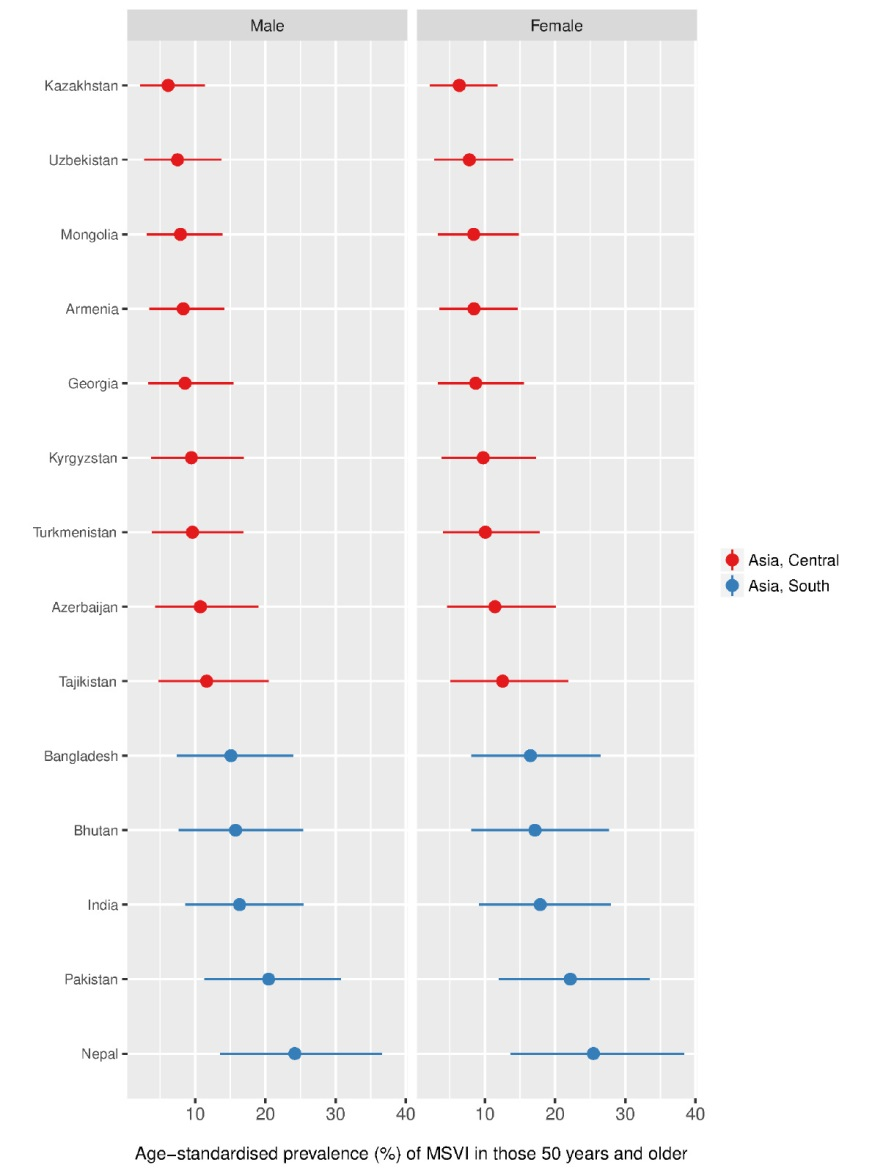 Male Female
Kazakhstan
Uzbekistan
Mongolia
Armenia
Georgia
Kyrgyzstan
Turkmenistan
Asia, Central
Asia, South
Azerbaijan
Tajikistan
Bangladesh
Bhutan
India
Pakistan
Nepal
10 20 30 40 10 20 30 40
Age−standardised prevalence (%) of MSVI in those 50 years and older